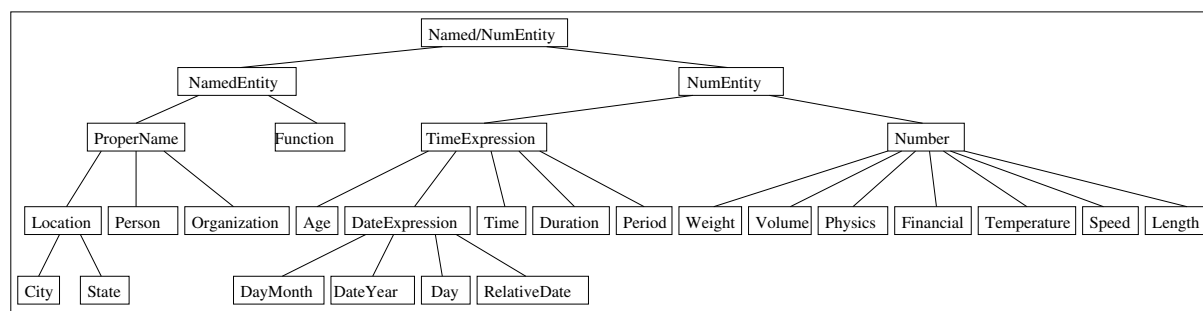 Named/NumEntity
NamedEntity NumEntity
ProperName Function TimeExpression Number
Location Person Organization Age DateExpression Time Duration Period Weight Volume Physics Financial Temperature Speed Length
City State DayMonth DateYear Day RelativeDate